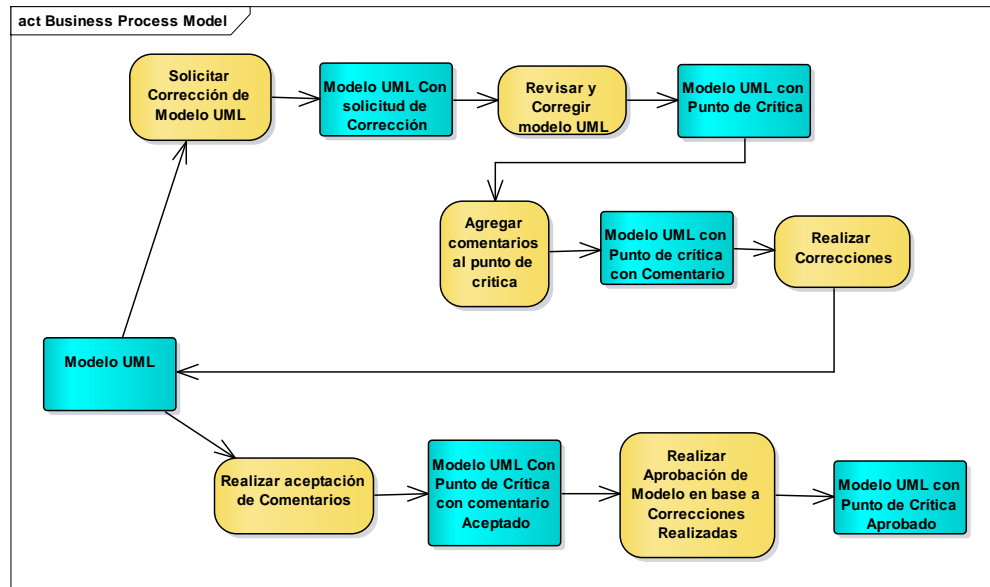 act Business Process Model
Solicitar
Corrección de
Modelo UML
Modelo UML Con
solicitud de
Corrección
Revisar y
Corregir
modelo UML
Modelo UML con
Punto de Crítica
Agregar
comentarios
al punto de
critica
Modelo UML con
Punto de crítica
con Comentario
Realizar
Correcciones
Modelo UML
Realizar aceptación
de Comentarios
Modelo UML Con
Punto de Crítica
con comentario
Aceptado
Realizar
Aprobación de
Modelo en base a
Correcciones
Realizadas
Modelo UML con
Punto de Crítica
Aprobado